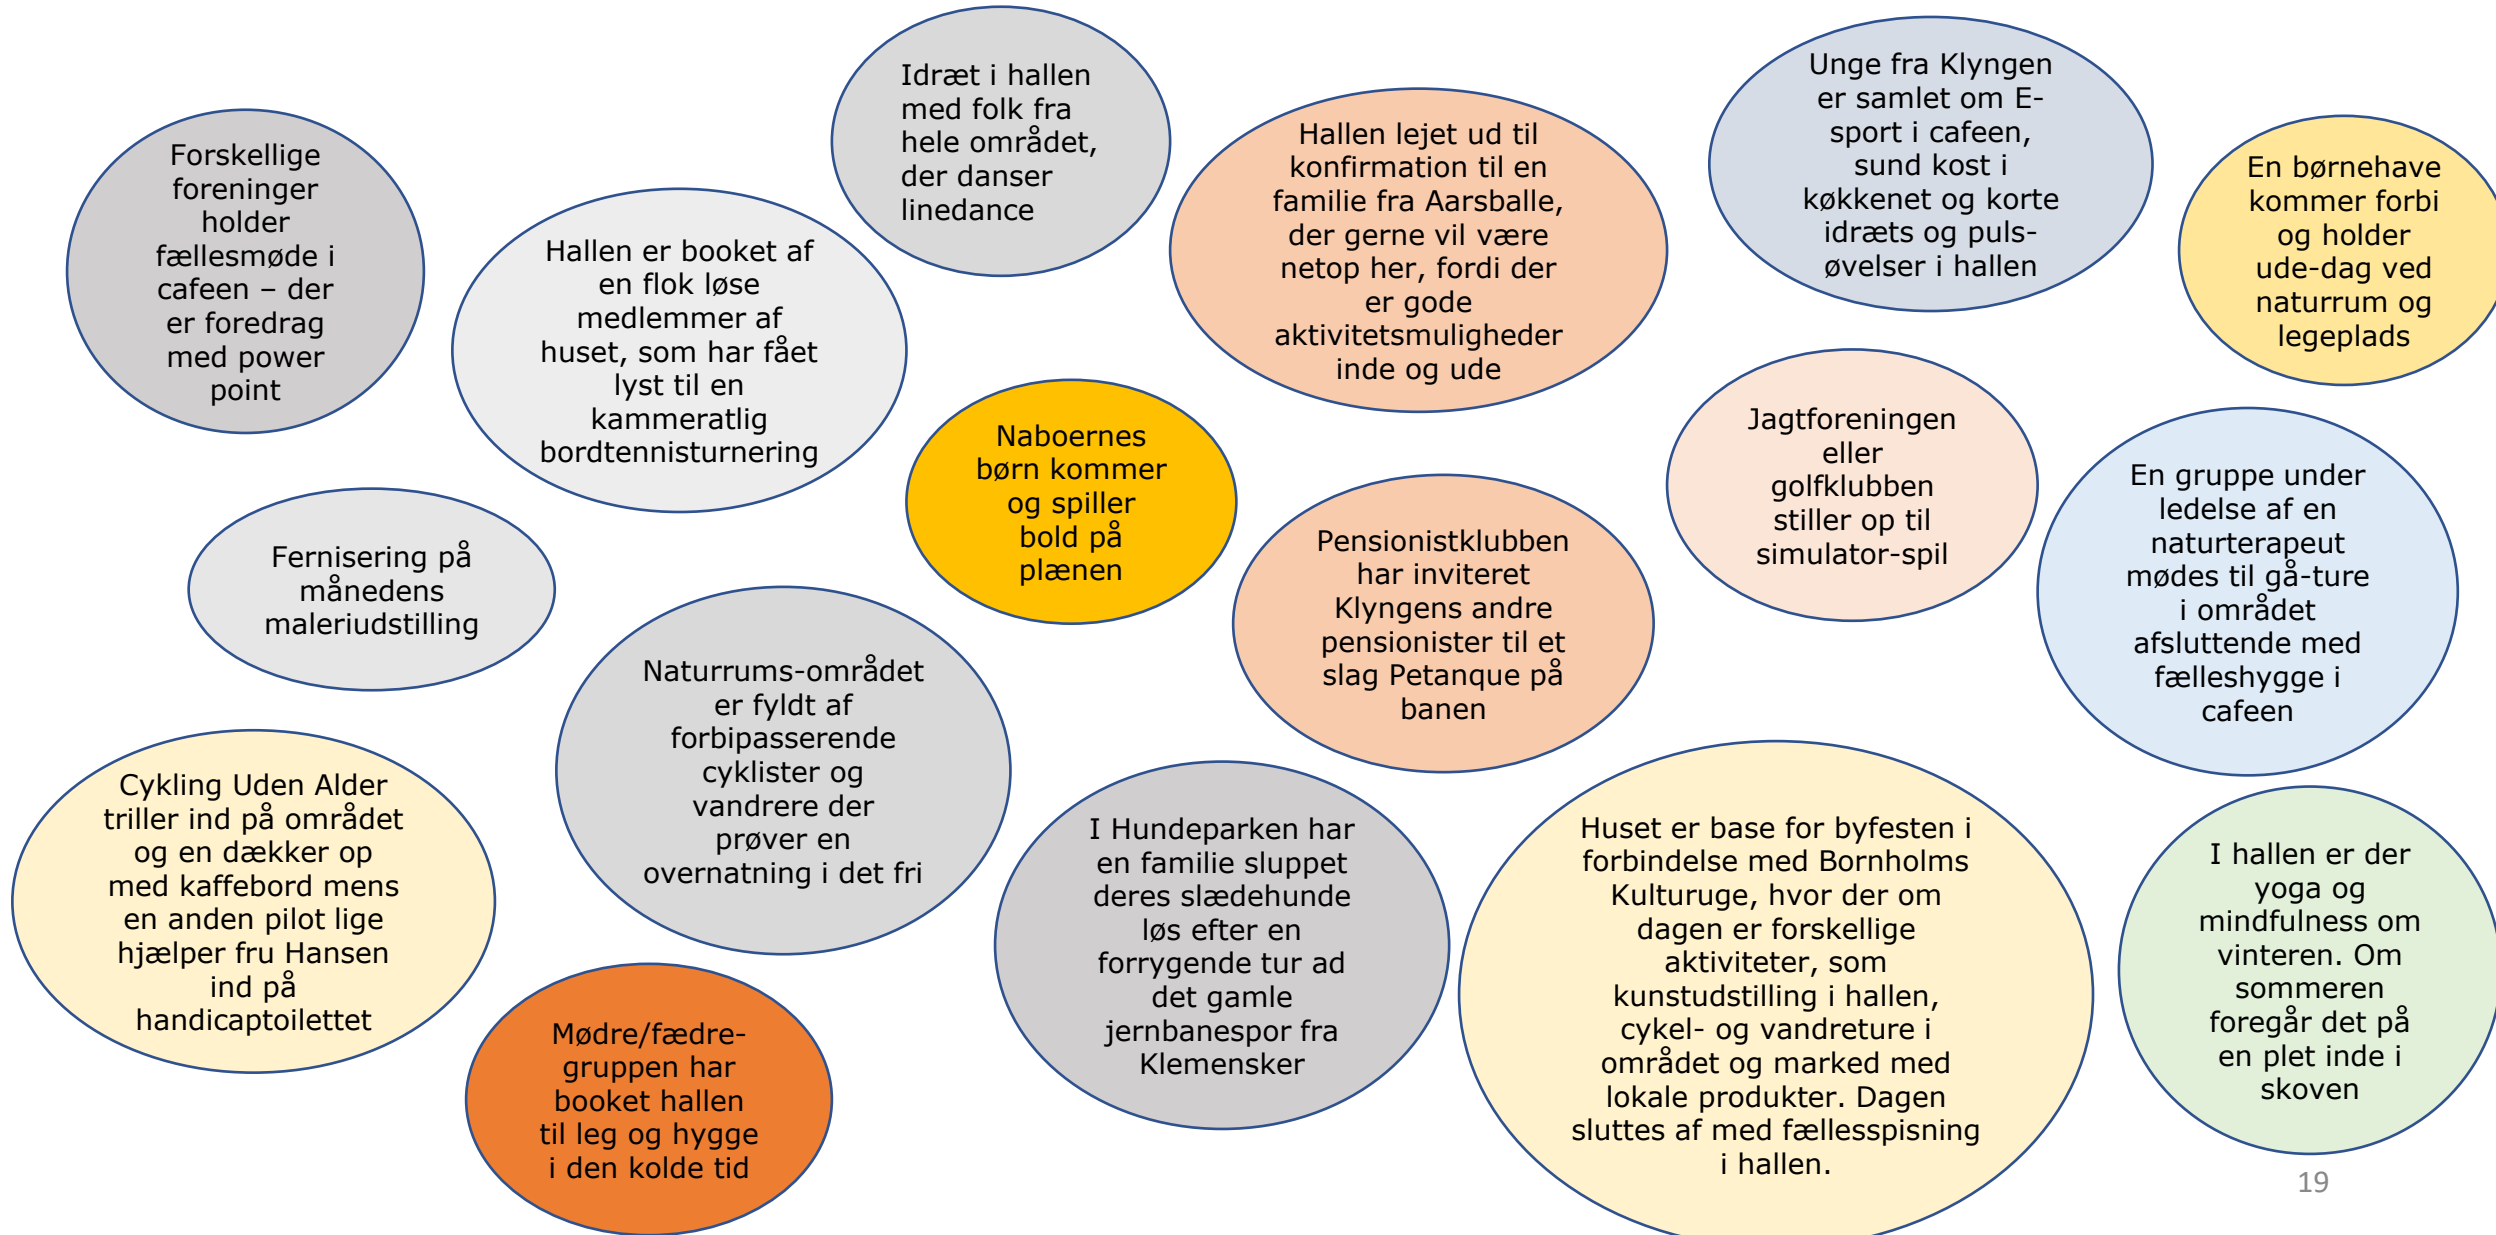 Forskellige
foreninger
holder
fællesmøde i
cafeen – der
er foredrag
med power
point
Hallen er booket af
en flok løse
medlemmer af
huset, som har fået
lyst til en
kammeratlig
bordtennisturnering
Idræt i hallen
med folk fra
hele området,
der danser
linedance
Hallen lejet ud til
konfirmation til en
familie fra Aarsballe,
der gerne vil være
netop her, fordi der
er gode
aktivitetsmuligheder
inde og ude
Unge fra Klyngen
er samlet om E-
sport i cafeen,
sund kost i
køkkenet og korte
idræts og puls-
øvelser i hallen
En børnehave
kommer forbi
og holder
ude-dag ved
naturrum og
legeplads
Fernisering på
månedens
maleriudstilling
Naboernes
børn kommer
og spiller
bold på
plænen
Jagtforeningen
eller
golfklubben
stiller op til
simulator-spil
Pensionistklubben
har inviteret
Klyngens andre
pensionister til et
slag Petanque på
banen
En gruppe under
ledelse af en
naturterapeut
mødes til gå-ture
i området
afsluttende med
fælleshygge i
cafeen
Naturrums-området
er fyldt af
forbipasserende
cyklister og
vandrere der
prøver en
overnatning i det fri
Cykling Uden Alder
triller ind på området
og en dækker op
med kaffebord mens
en anden pilot lige
hjælper fru Hansen
ind på
handicaptoilettet
Mødre/fædre-
gruppen har
booket hallen
til leg og hygge
i den kolde tid
I Hundeparken har
en familie sluppet
deres slædehunde
løs efter en
forrygende tur ad
det gamle
jernbanespor fra
Klemensker
Huset er base for byfesten i
forbindelse med Bornholms
Kulturuge, hvor der om
dagen er forskellige
aktiviteter, som
kunstudstilling i hallen,
cykel- og vandreture i
området og marked med
lokale produkter. Dagen
sluttes af med fællesspisning
i hallen.
I hallen er der
yoga og
mindfulness om
vinteren. Om
sommeren
foregår det på
en plet inde i
skoven
19